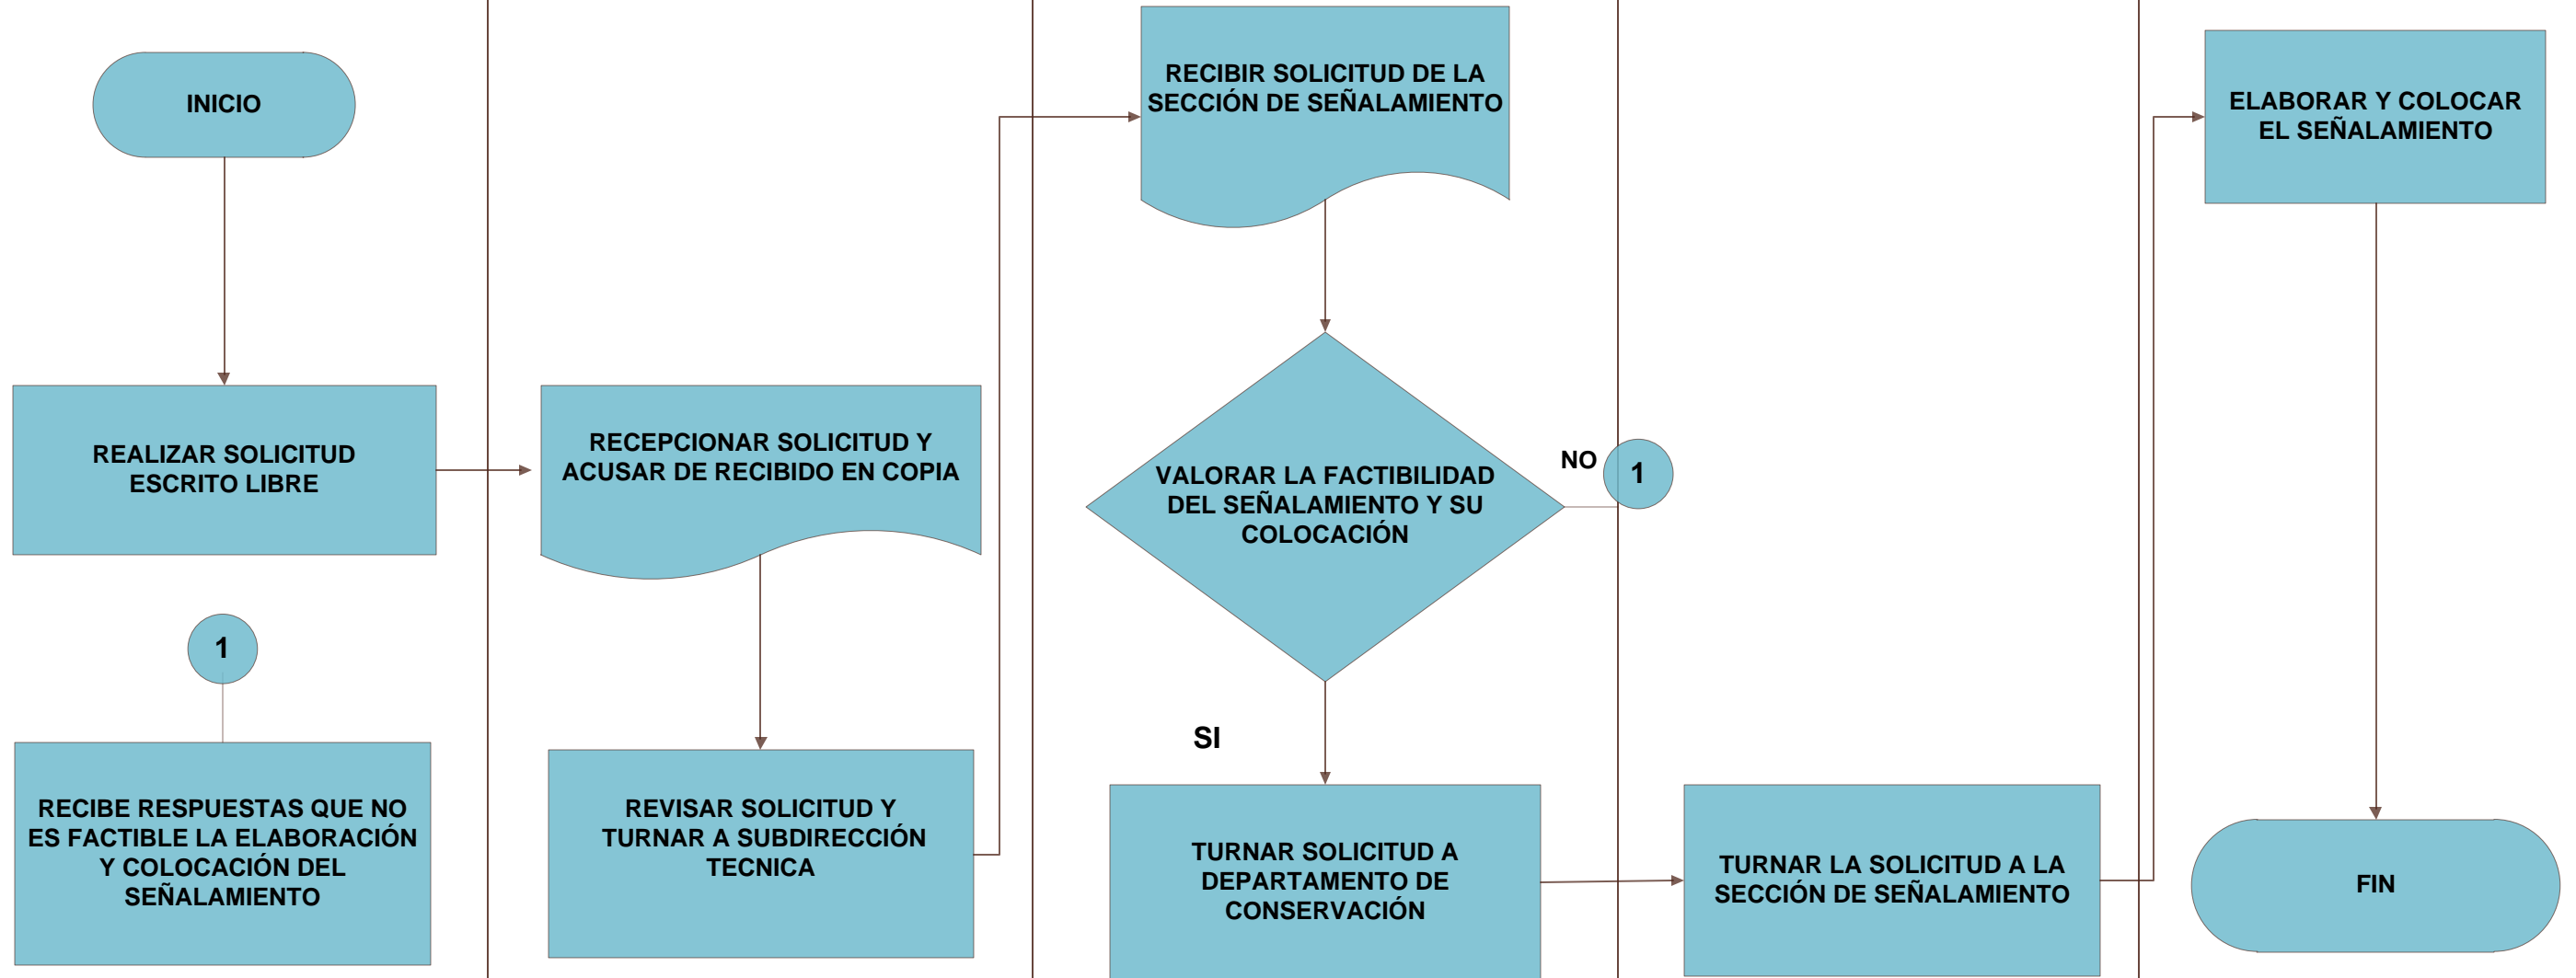 INICIO
REALIZAR SOLICITUD
ESCRITO LIBRE
1
RECIBE RESPUESTAS QUE NO
ES FACTIBLE LA ELABORACIÓN
Y COLOCACIÓN DEL
SEÑALAMIENTO
RECEPCIONAR SOLICITUD Y
ACUSAR DE RECIBIDO EN COPIA
REVISAR SOLICITUD Y
TURNAR A SUBDIRECCIÓN
TECNICA
RECIBIR SOLICITUD DE LA
SECCIÓN DE SEÑALAMIENTO
VALORAR LA FACTIBILIDAD
DEL SEÑALAMIENTO Y SU
COLOCACIÓN
NO
1
SI
TURNAR SOLICITUD A
DEPARTAMENTO DE
CONSERVACIÓN
TURNAR LA SOLICITUD A LA
SECCIÓN DE SEÑALAMIENTO
ELABORAR Y COLOCAR
EL SEÑALAMIENTO
FIN